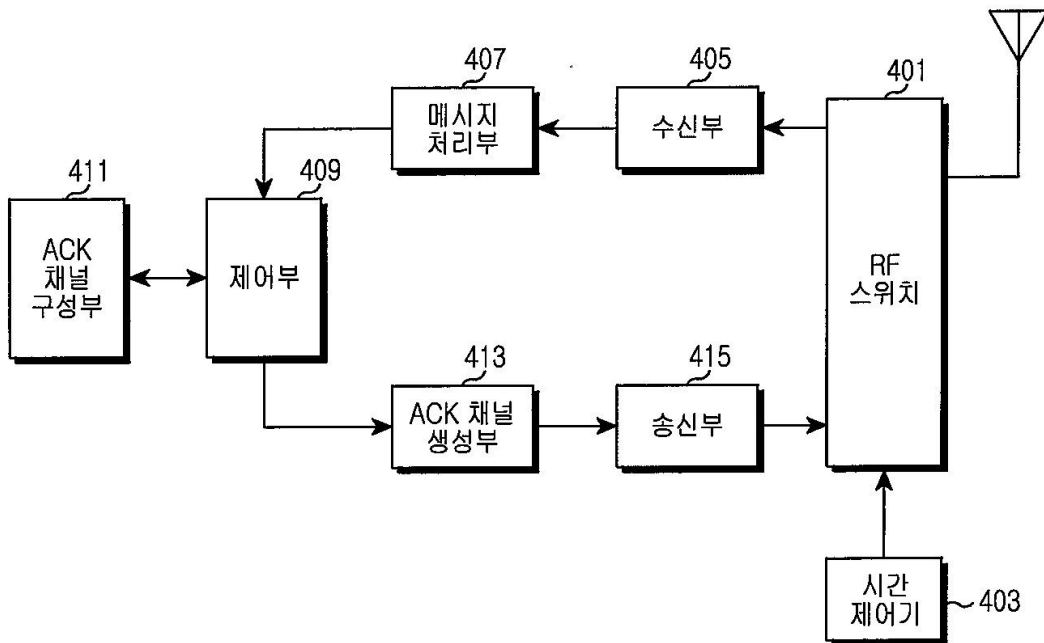 407
메시지
처리부
405
수신부
401
RF
스위치
411
ACK
채널
구성부
409
제어부
413
ACK 채널
생성부
415
송신부
시간
제어기
403